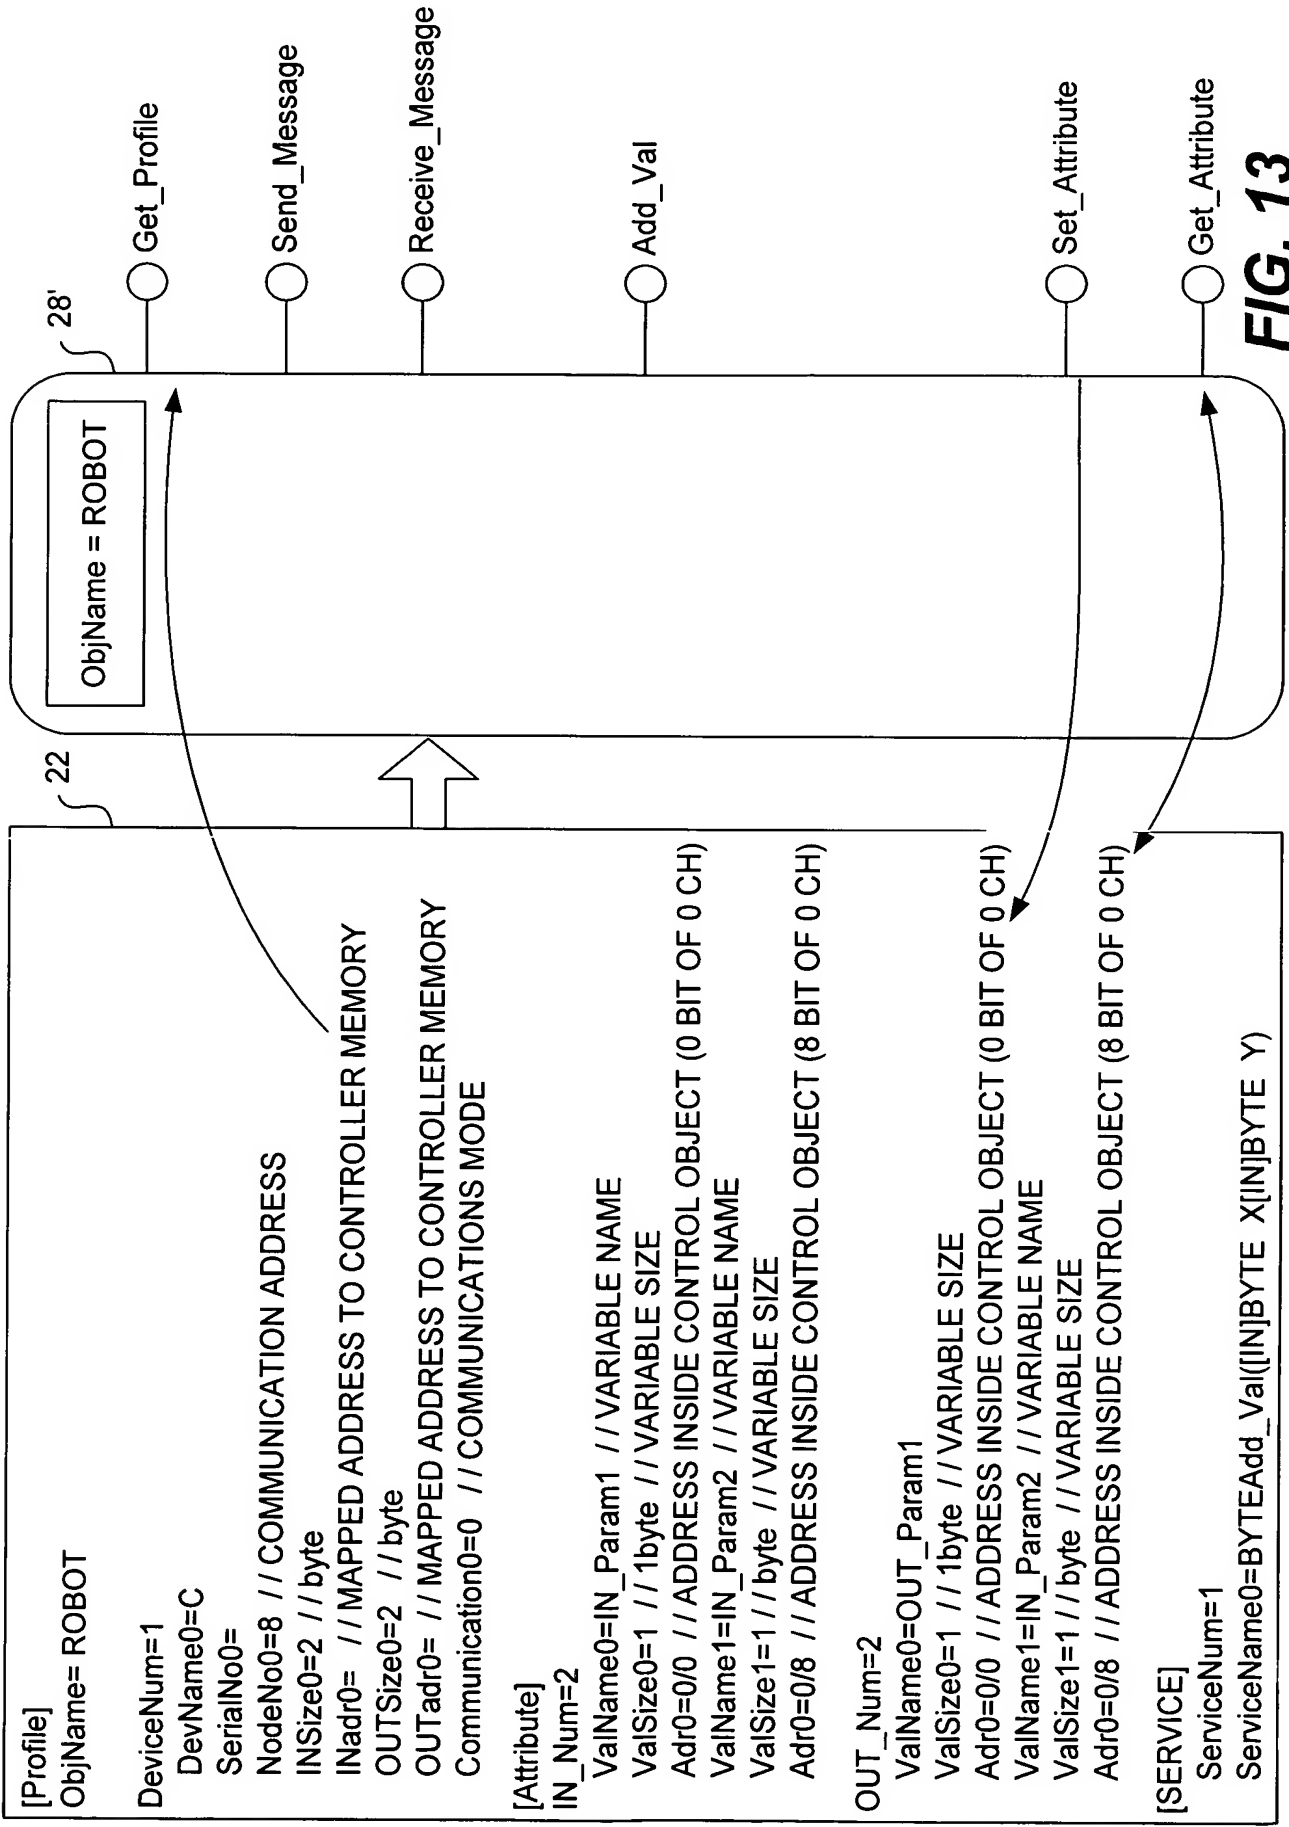 [Profile]
ObjName= ROBOT
DeviceNum=1
DevName0=C
SerialNo0=
NodeNo0=8 // COMMUNICATION ADDRESS
INSize0=2 // byte
INadr0= // MAPPED ADDRESS TO CONTROLLER MEMORY
OUTSize0=2 // byte
OUTadr0= // MAPPED ADDRESS TO CONTROLLER MEMORY
Communication0=0 // COMMUNICATIONS MODE
[Attribute]
IN_Num=2
ValName0=IN_Param1 // VARIABLE NAME
ValSize0=1 // 1byte // VARIABLE SIZE
Adr0=0/0 // ADDRESS INSIDE CONTROL OBJECT (0 BIT OF 0 CH)
ValName1=IN_Param2 // VARIABLE NAME
ValSize1=1 // byte // VARIABLE SIZE
Adr0=0/8 // ADDRESS INSIDE CONTROL OBJECT (8 BIT OF 0 CH)
OUT_Num=2
ValName0=OUT_Param1
ValSize0=1 // 1byte // VARIABLE SIZE
Adr0=0/0 // ADDRESS INSIDE CONTROL OBJECT (0 BIT OF 0 CH)
ValName1=IN_Param2 // VARIABLE NAME
ValSize1=1 // byte // VARIABLE SIZE
Adr0=0/8 // ADDRESS INSIDE CONTROL OBJECT (8 BIT OF 0 CH)
[SERVICE]
ServiceNum=1
ServiceName0=BYTEAdd_Val([IN]BYTE X[IN]BYTE Y)
22
28'
ObjName = ROBOT
Get_Profile
Send_Message
Receive_Message
Add_Val
Set_Attribute
Get_Attribute
FIG. 13